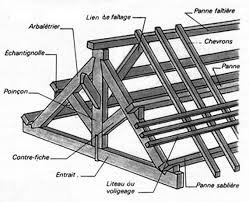 Lien de faîtage
Panne faîtière
Arbalétrier
Chevrons
Échantignolle
Panne
Poinçon
Contre-fiche
Entrait
Liteau ou
voligeage
Panne sablière